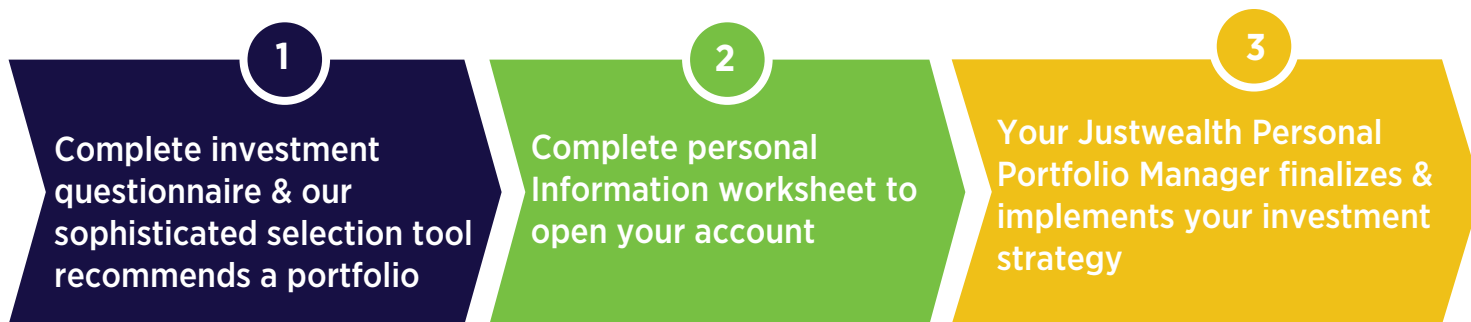 1
Complete investment
questionnaire & our
sophisticated selection tool
recommends a portfolio
2
Complete personal
Information worksheet to
open your account
3
Your Justwealth Personal
Portfolio Manager finalizes &
implements your investment
strategy